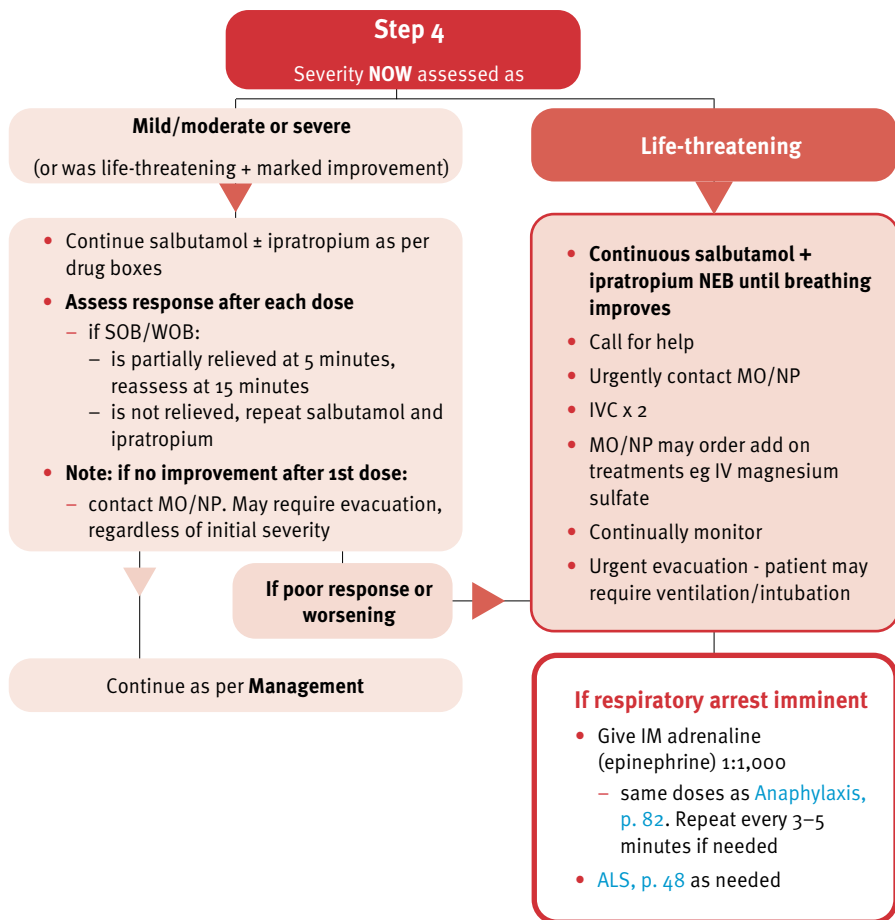 Step 4
Severity NOW assessed as
Mild/moderate or severe
(or was life-threatening + marked improvement)
• Continue salbutamol ± ipratropium as per
drug boxes
• Assess response after each dose
– if SOB/WOB:
– is partially relieved at 5 minutes,
reassess at 15 minutes
– is not relieved, repeat salbutamol and
ipratropium
• Note: if no improvement after 1st dose:
– contact MO/NP. May require evacuation,
regardless of initial severity
If poor response or
worsening
Continue as per Management
Life-threatening
• Continuous salbutamol +
ipratropium NEB until breathing
improves
• Call for help
• Urgently contact MO/NP
• IVC x 2
• MO/NP may order add on
treatments eg IV magnesium
sulfate
• Continually monitor
• Urgent evacuation - patient may
require ventilation/intubation
If respiratory arrest imminent
• Give IM adrenaline
(epinephrine) 1:1,000
– same doses as Anaphylaxis,
p. 82. Repeat every 3–5
minutes if needed
• ALS, p. 48 as needed